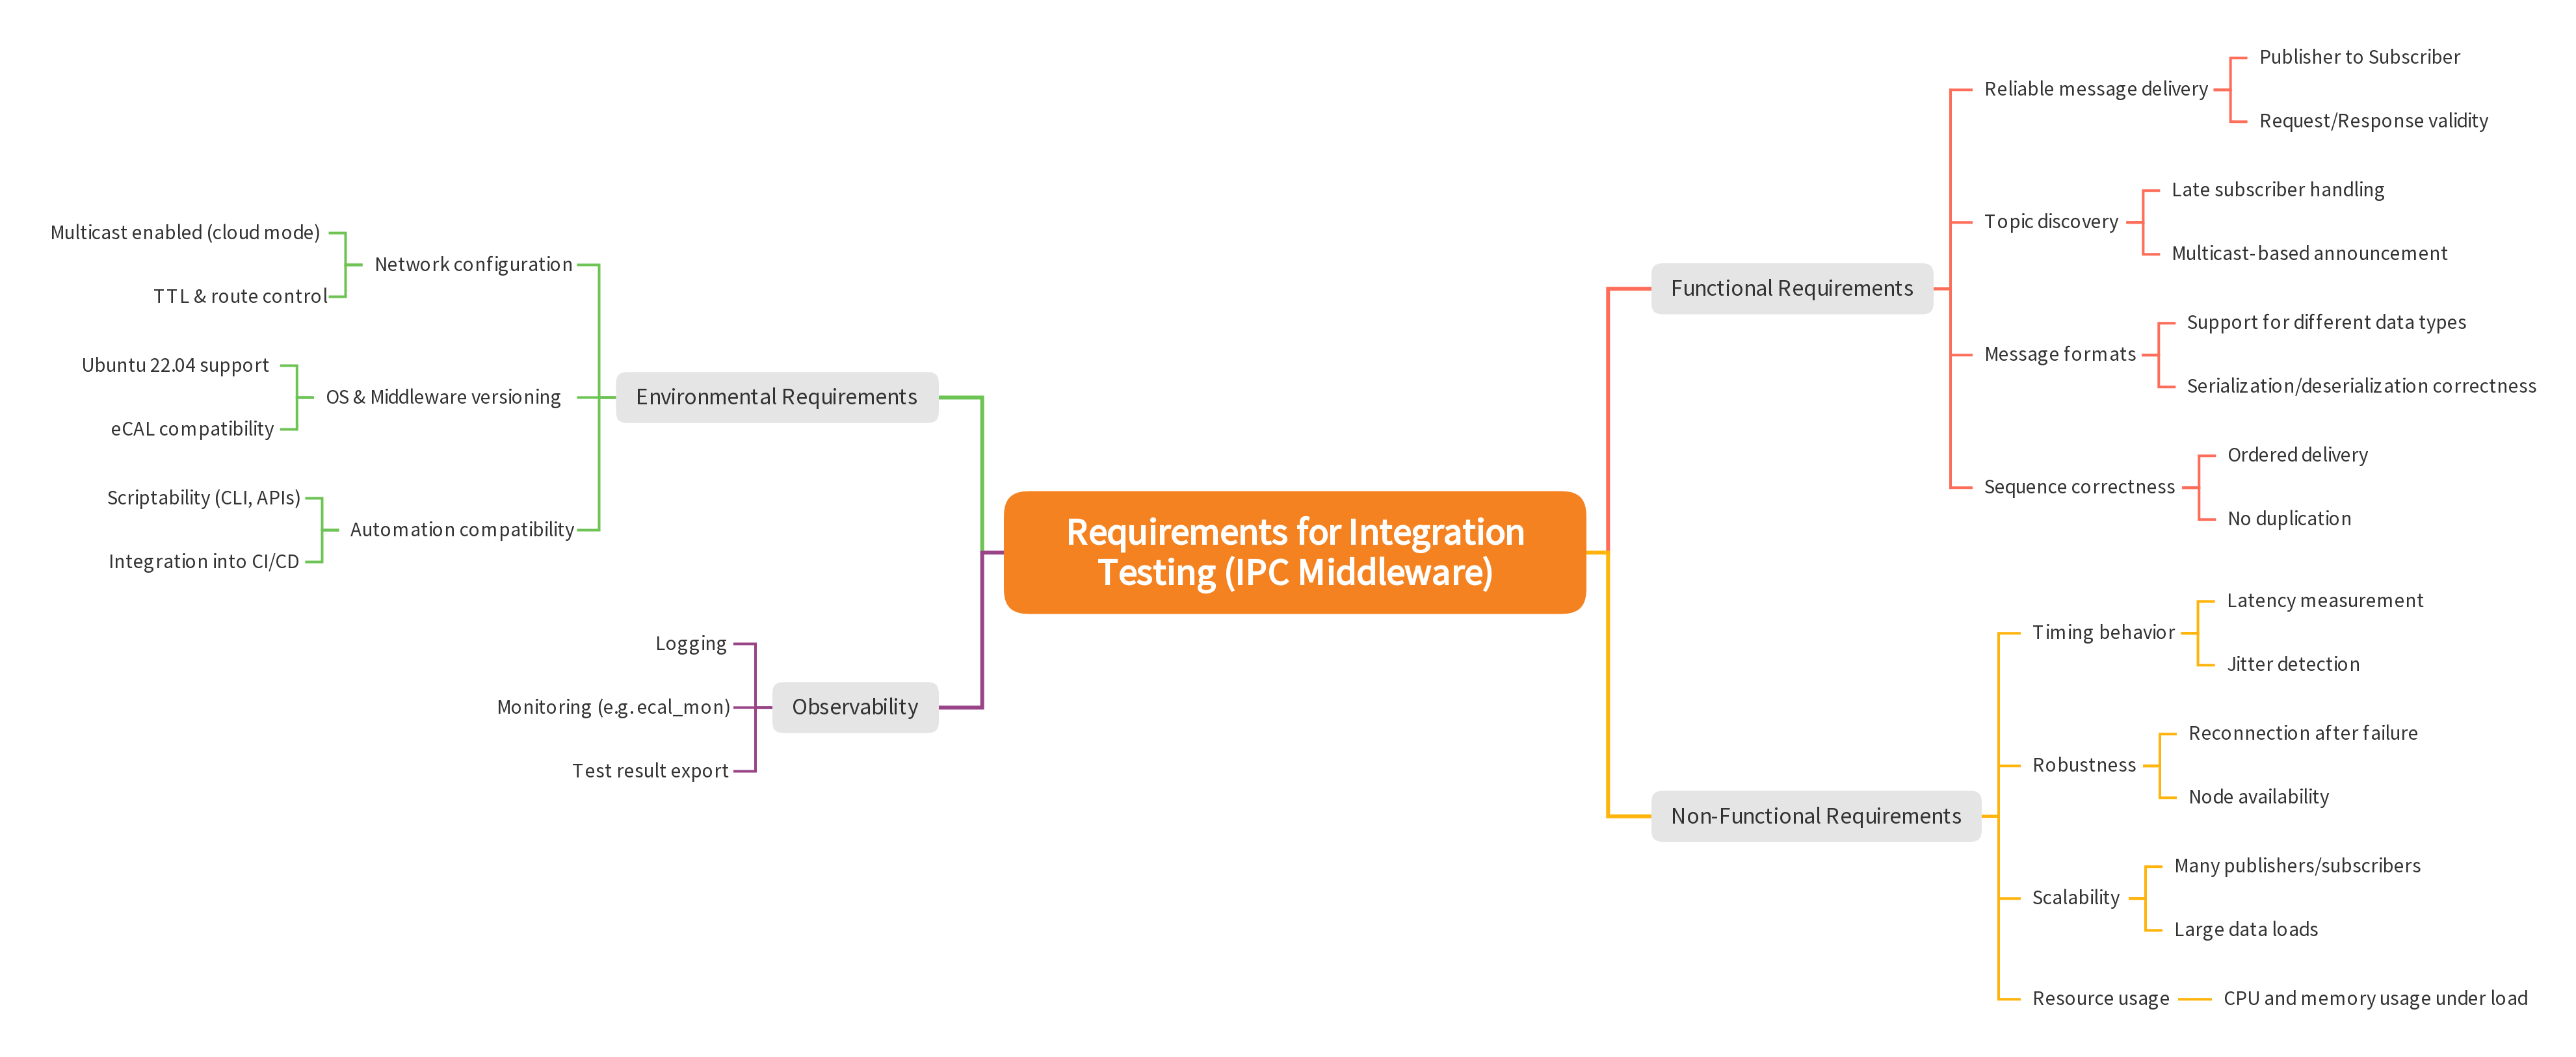 Requirements for Integration
Testing (IPC Middleware)
Functional Requirements
Reliable message delivery
Publisher to Subscriber
Request/Response validity
Topic discovery
Late subscriber handling
Multicast-based announcement
Message formats
Support for different data types
Serialization/deserialization correctness
Sequence correctness
Ordered delivery
No duplication
Non-Functional Requirements
Timing behavior
Latency measurement
Jitter detection
Robustness
Reconnection after failure
Node availability
Scalability
Many publishers/subscribers
Large data loads
Resource usage
CPU and memory usage under load
Environmental Requirements
Network configuration
Multicast enabled (cloud mode)
TTL & route control
OS & Middleware versioning
Ubuntu 22.04 support
eCAL compatibility
Automation compatibility
Scriptability (CLI, APIs)
Integration into CI/CD
Observability
Logging
Monitoring (e.g. ecal_mon)
Test result export